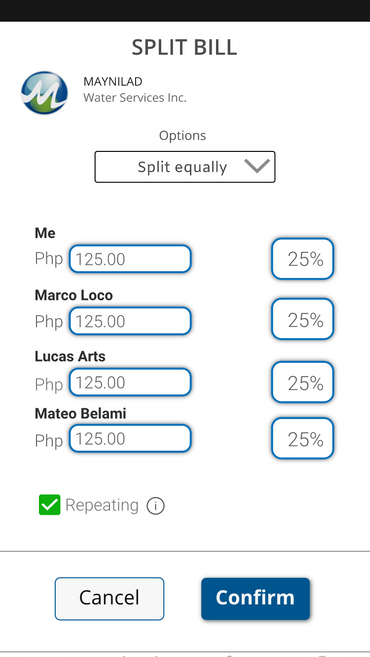 SPLIT BILL
MAYNILAD
Water Services Inc.
Options
Split equally
Me
Php 125.00 25%
Marco Loco
Php 125.00 25%
Lucas Arts
Php 125.00 25%
Mateo Belami
Php 125.00 25%
Repeating
Cancel Confirm